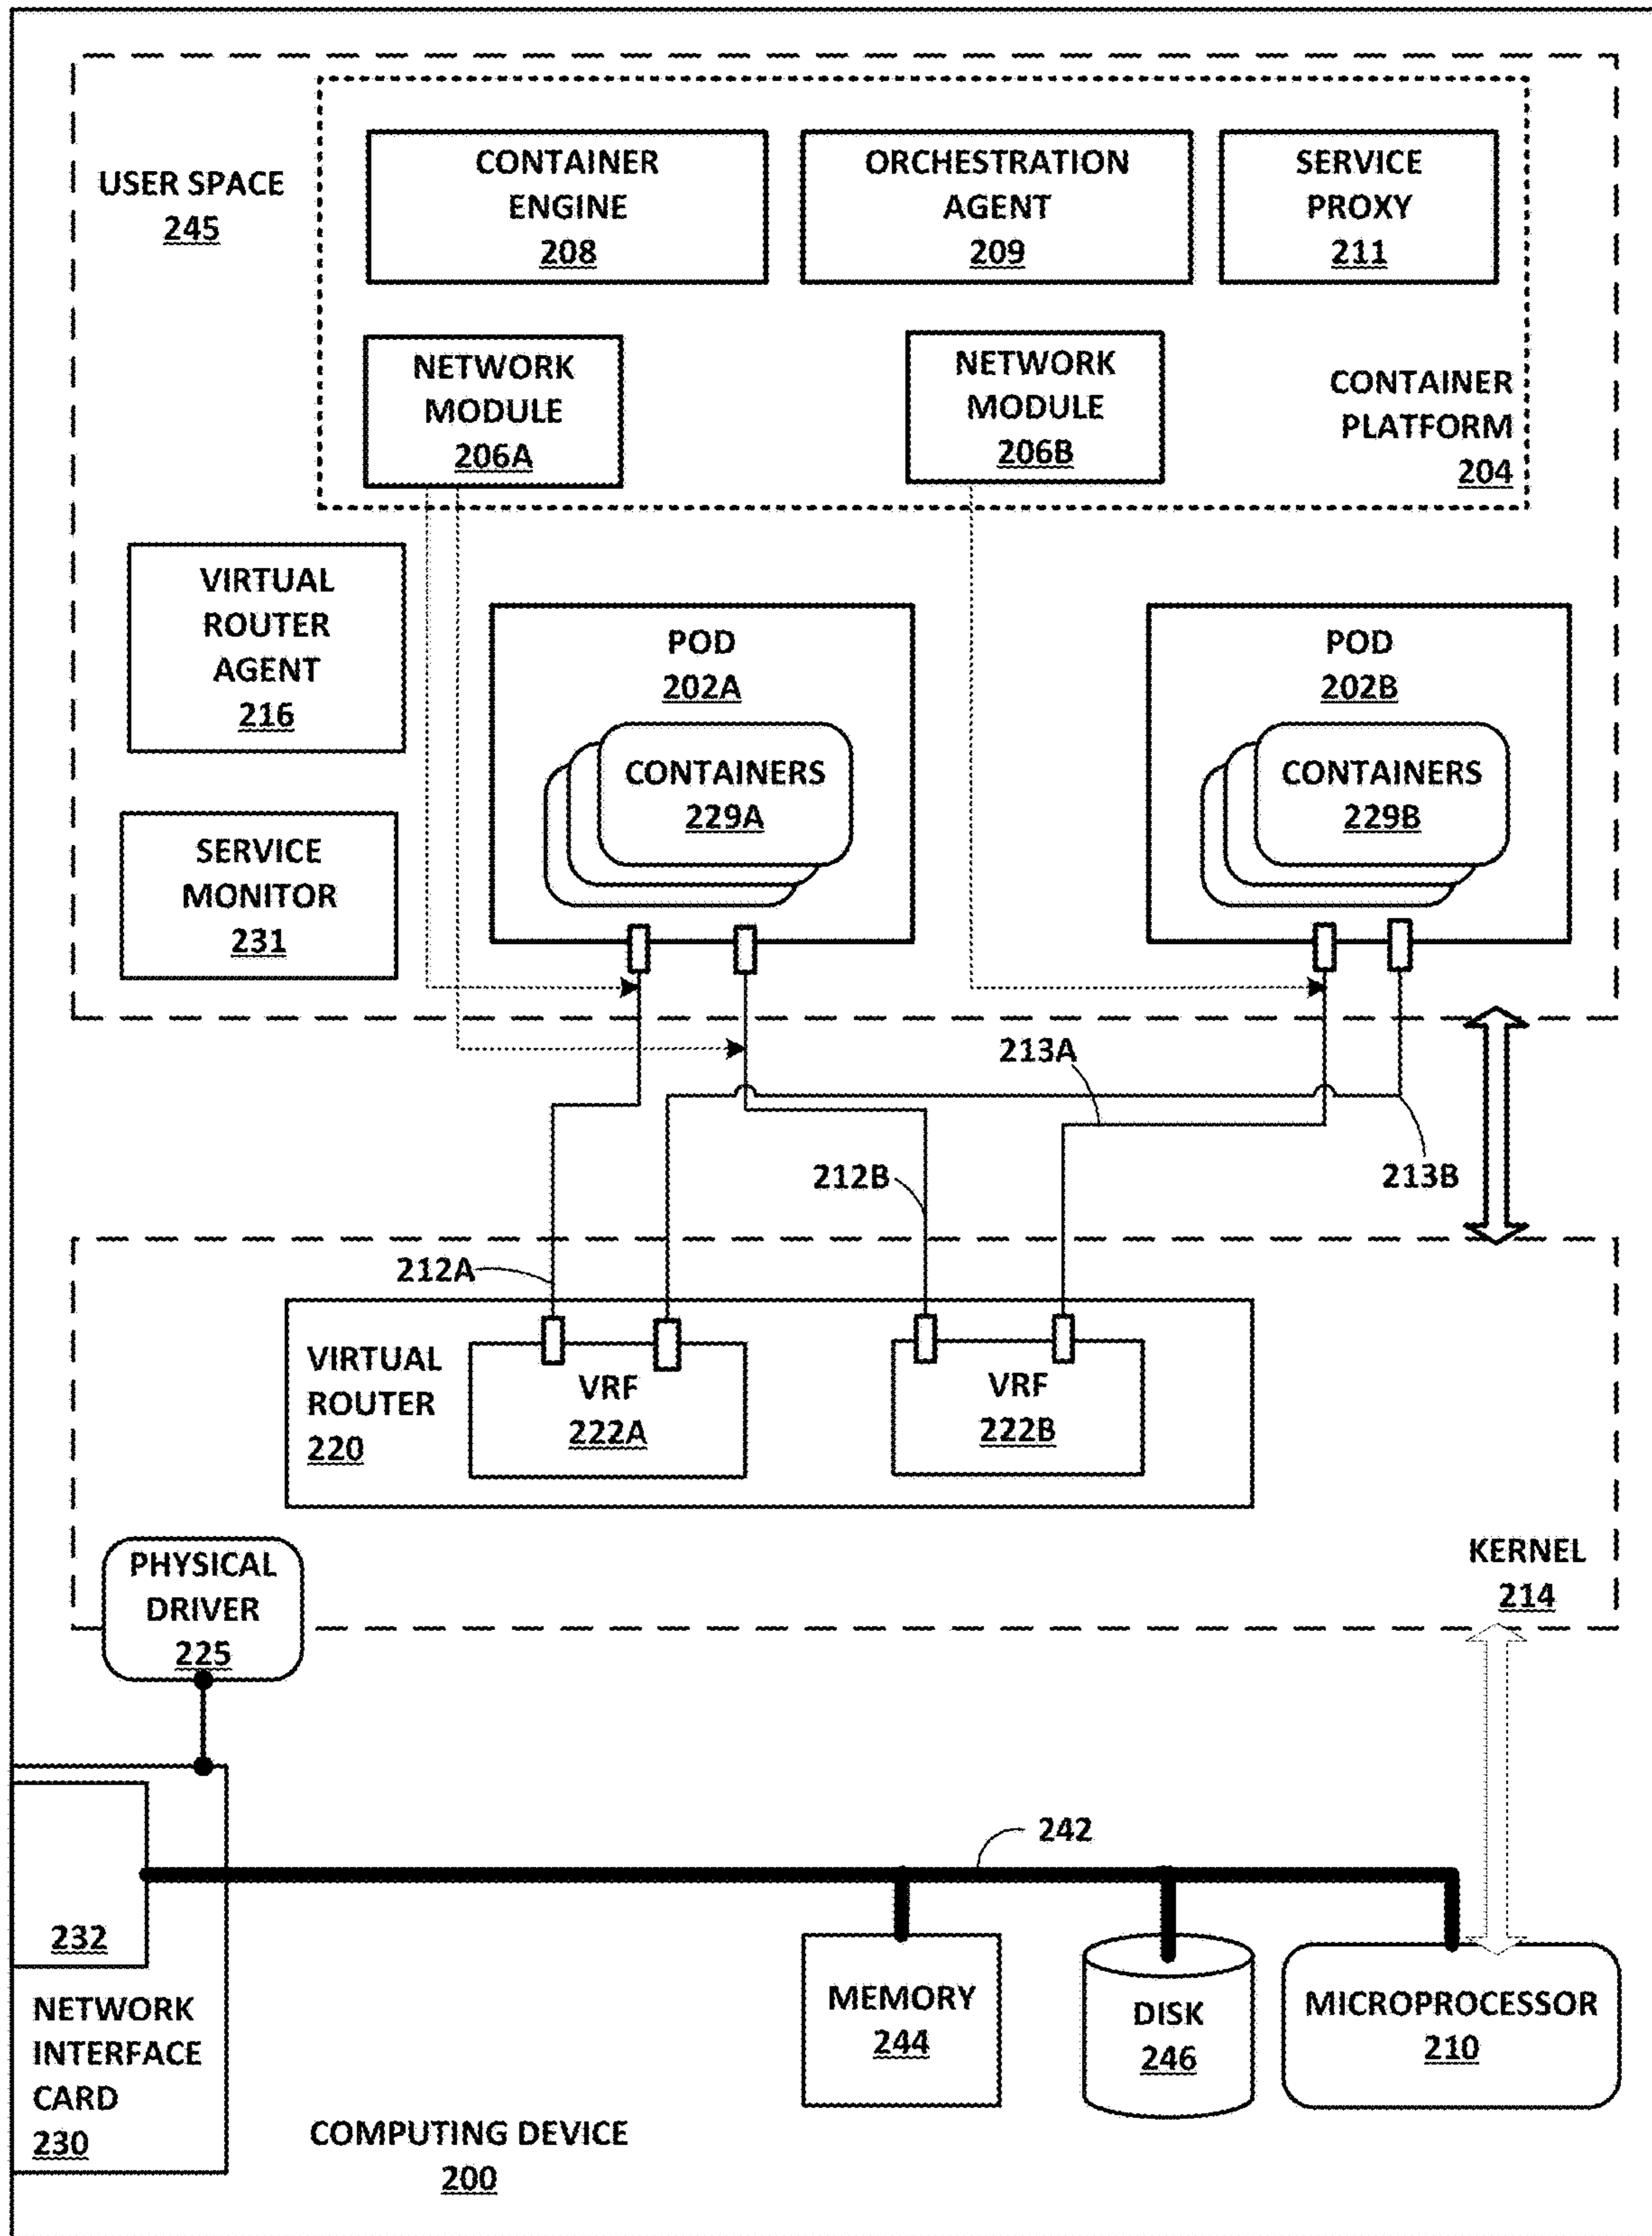 USER SPACE
245
CONTAINER
ENGINE
208
ORCHESTRATION
AGENT
209
SERVICE
PROXY
211
NETWORK
MODULE
206A
NETWORK
MODULE
206B
CONTAINER
PLATFORM
204
VIRTUAL
ROUTER
AGENT
216
POD
202A
CONTAINERS
229A
POD
202B
CONTAINERS
229B
SERVICE
MONITOR
231
213A
212B
213B
212A
VIRTUAL
ROUTER
220
VRF
222A
VRF
222B
KERNEL
214
PHYSICAL
DRIVER
225
242
232
NETWORK
INTERFACE
CARD
230
MEMORY
244
DISK
246
MICROPROCESSOR
210
COMPUTING DEVICE
200